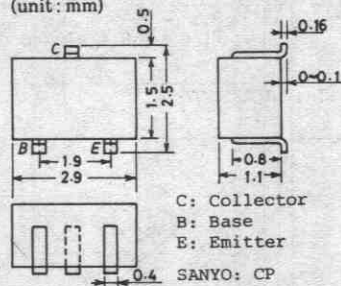 (unit : mm)
C
0.5
1.5
2.5
B
E
1.9
2.9
0.16
0~0.1
0.8
1.1
0.4
C: Collector
B: Base
E: Emitter
SANYO: CP